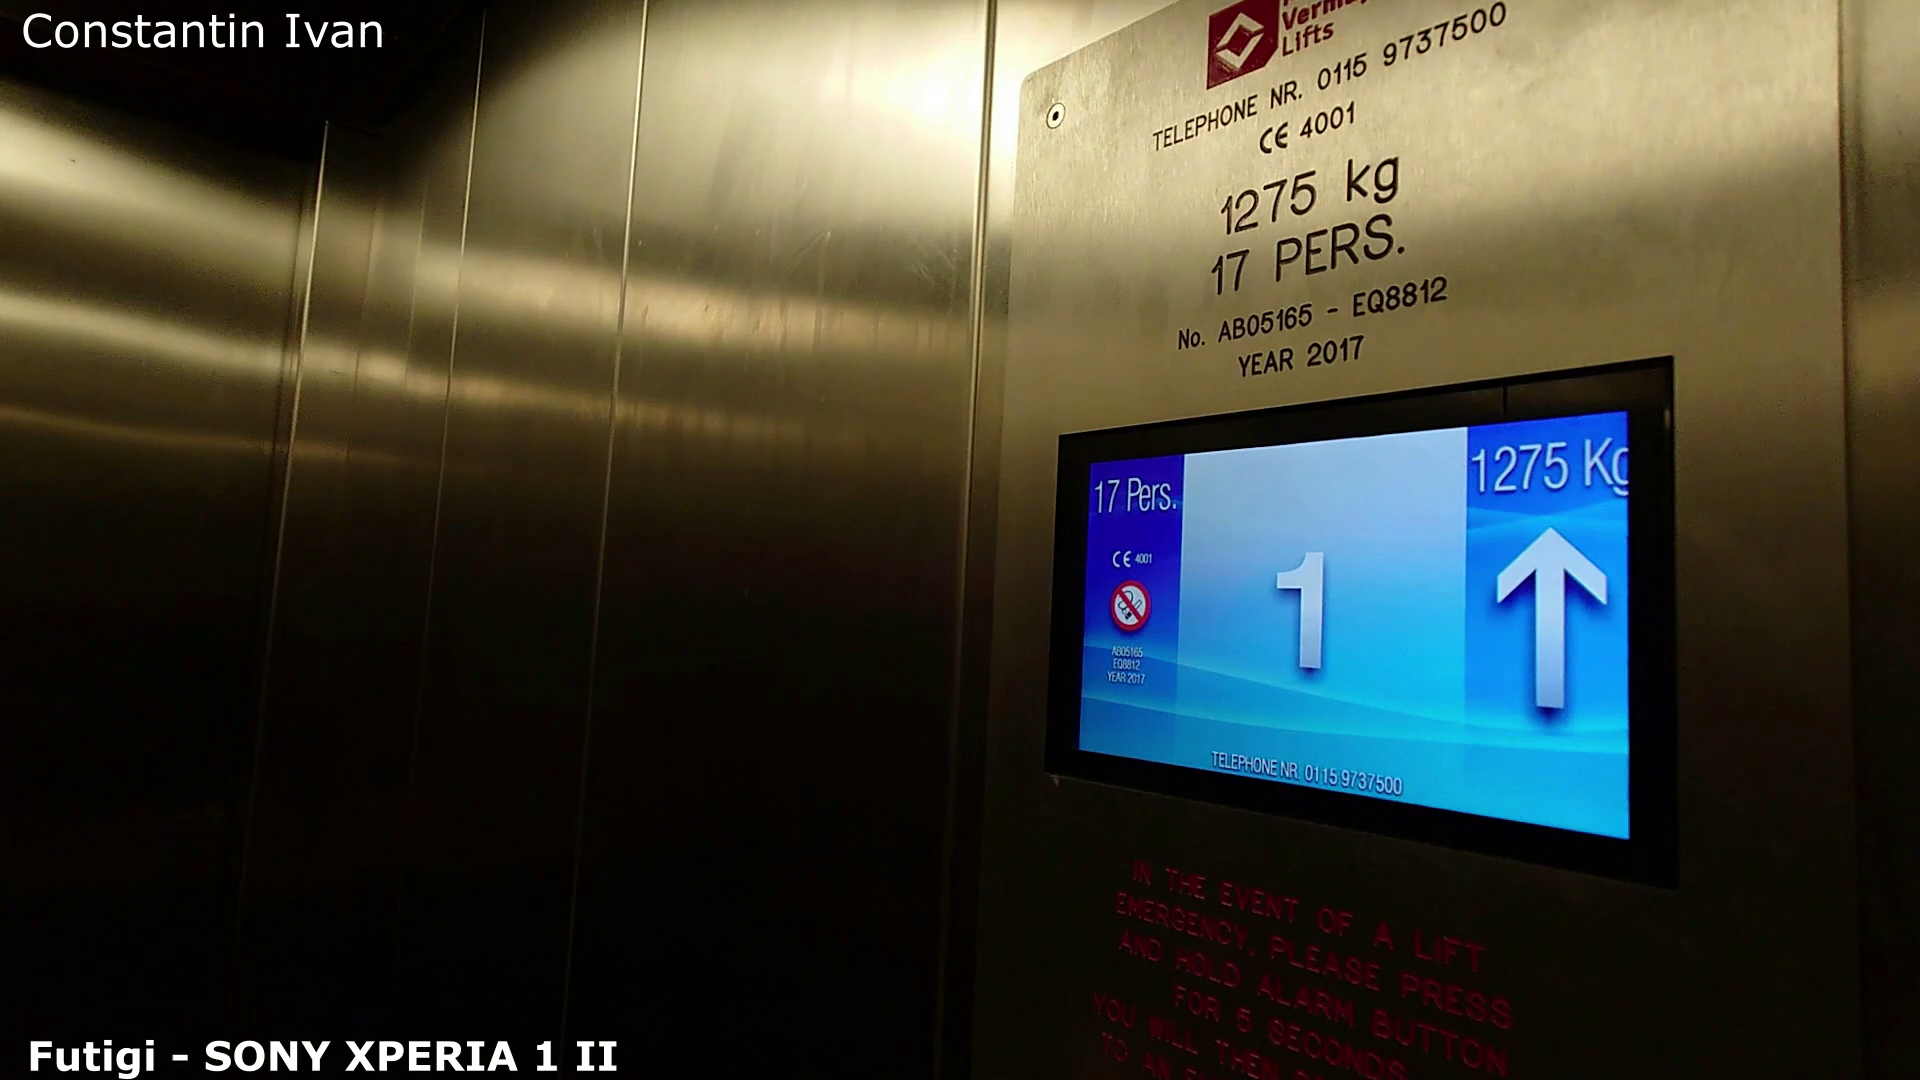 Constantin Ivan
Lifts
TELEPHONE NR. 0115 9737500
CE 4001
1275 kg
17 PERS.
No. AB05165 - EQ8812
YEAR 2017
17 Pers.
CE 4001
AB05165
EQ8812
YEAR 2017
1
1275 Kg
TELEPHONE NR. 0115 9737500
IN THE EVENT OF A LIFT
EMERGENCY, PLEASE PRESS
AND HOLD ALARM BUTTON
FOR 5 SECONDS
YOU WILL THEN
TO AN
Futigi - SONY XPERIA 1 II